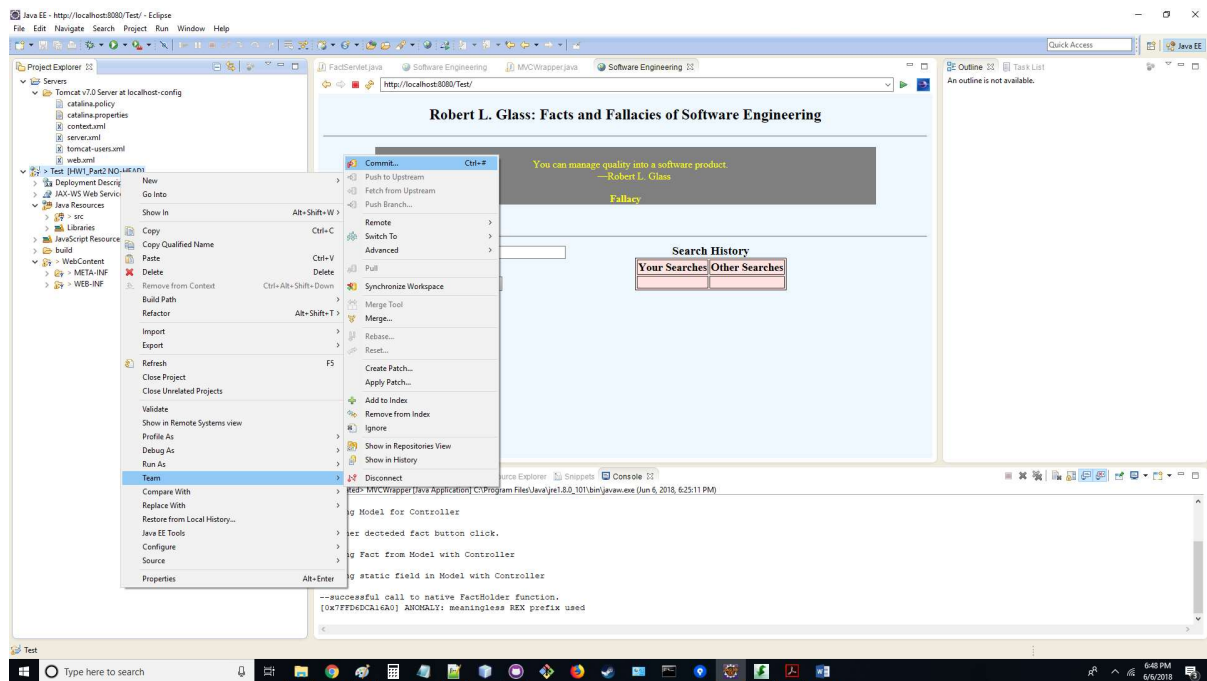 Java EE - http://localhost:8080/Test/ - Eclipse
File Edit Navigate Search Project Run Window Help
Quick Access
Java EE
Project Explorer
Servers
Tomcat v7.0 Server at localhost-config
catalina.policy
catalina.properties
context.xml
server.xml
tomcat-users.xml
web.xml
> Test [HW1_Part2 NO-HEAD]
Deployment Descrip
JAX-WS Web Servic
Java Resources
> src
Libraries
JavaScript Resource
build
> WebContent
> META-INF
> WEB-INF
New
Go Into
Show In Alt+Shift+W >
Copy Ctrl+C
Copy Qualified Name
Paste Ctrl+V
Delete Delete
Remove from Context Ctrl+Alt+Shift+Down
Build Path
Refactor Alt+Shift+T >
Import
Export
Refresh F5
Close Project
Close Unrelated Projects
Validate
Show in Remote Systems view
Profile As
Debug As
Run As
Team
Compare With
Replace With
Restore from Local History...
Java EE Tools
Configure
Source
Properties Alt+Enter
Commit... Ctrl+#
Push to Upstream
Fetch from Upstream
Push Branch...
Remote
Switch To
Advanced
Pull
Synchronize Workspace
Merge Tool
Merge...
Rebase...
Reset...
Create Patch...
Apply Patch...
Add to Index
Remove from Index
Ignore
Show in Repositories View
Show in History
Disconnect
FactServlet.java Software Engineering MVCWrapper.java Software Engineering
http://localhost:8080/Test/
Robert L. Glass: Facts and Fallacies of Software Engineering
You can manage quality into a software product.
—Robert L. Glass
Fallacy
Search History
Your Searches Other Searches
Outline Task List
An outline is not available.
urce Explorer Snippets Console
ated> MVCWrapper [Java Application] C:\Program Files\Java\jre1.8.0_101\bin\javaw.exe (Jun 6, 2018, 6:25:11 PM)
ng Model for Controller
her decteded fact button click.
ng Fact from Model with Controller
ng static field in Model with Controller
--successful call to native FactHolder function.
[0x7FFD6DCA16A0] ANOMALY: meaningless REX prefix used
Test
Type here to search
6:48 PM
6/6/2018